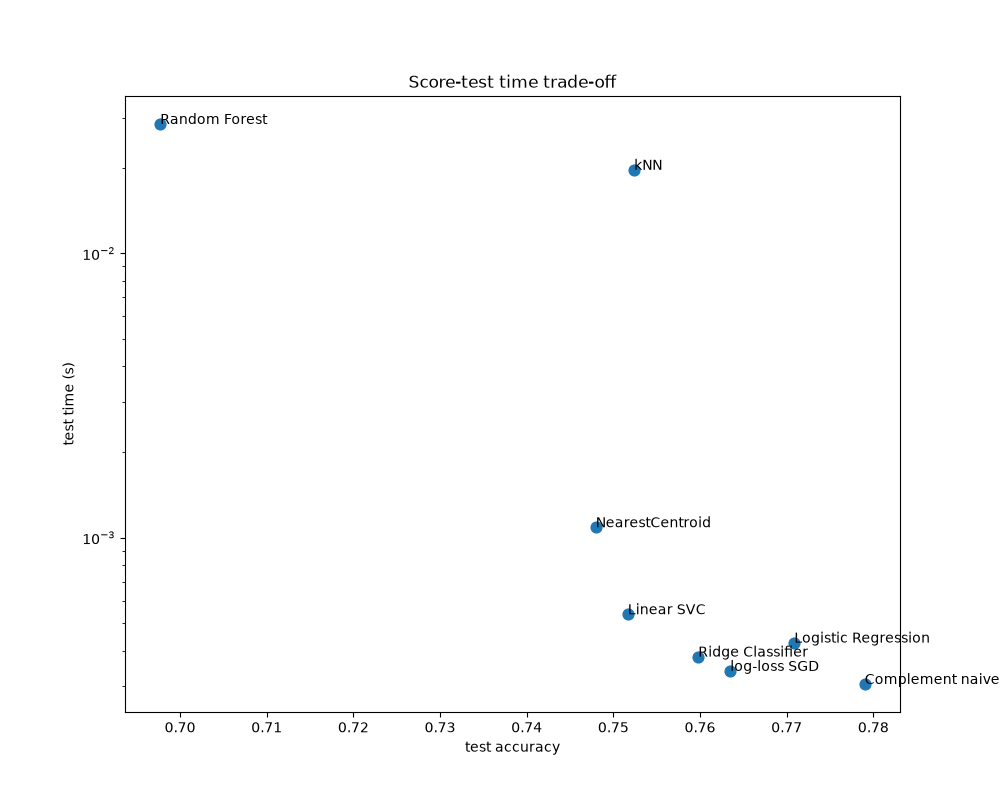 Score-test time trade-off
Random Forest
kNN
10⁻²
test time (s)
NearestCentroid
10⁻³
Linear SVC
Logistic Regression
Ridge Classifier
log-loss SGD
Complement naive
0.70 0.71 0.72 0.73 0.74 0.75 0.76 0.77 0.78
test accuracy